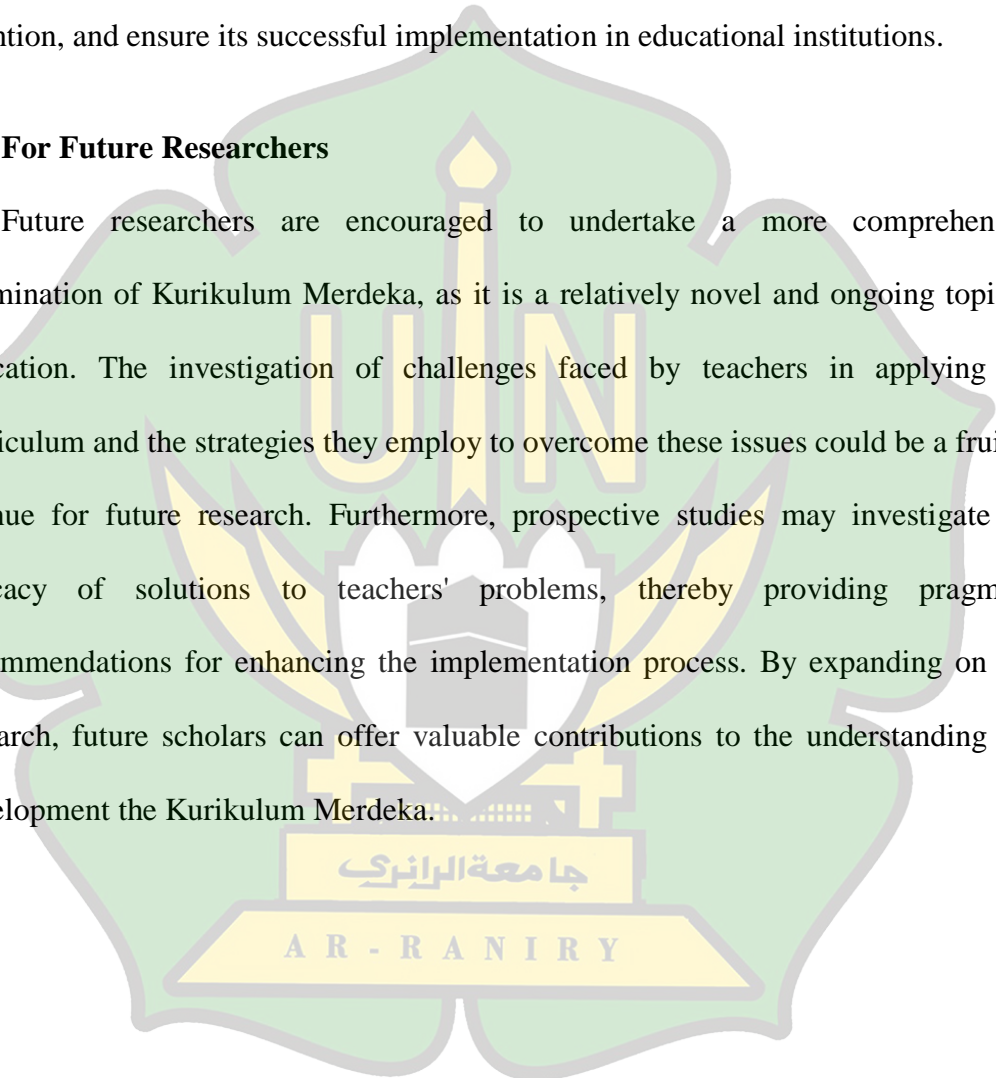 ntion, and ensure its successful implementation in educational institutions.
For Future Researchers
Future researchers are encouraged to undertake a more comprehen
mination of Kurikulum Merdeka, as it is a relatively novel and ongoing topi
cation. The investigation of challenges faced by teachers in applying
iculum and the strategies they employ to overcome these issues could be a frui
nue for future research. Furthermore, prospective studies may investigate
cacy of solutions to teachers' problems, thereby providing pragm
mmendations for enhancing the implementation process. By expanding on
arch, future scholars can offer valuable contributions to the understanding
elopment the Kurikulum Merdeka.
UIN
جامعة الرانري
AR-RANIRY